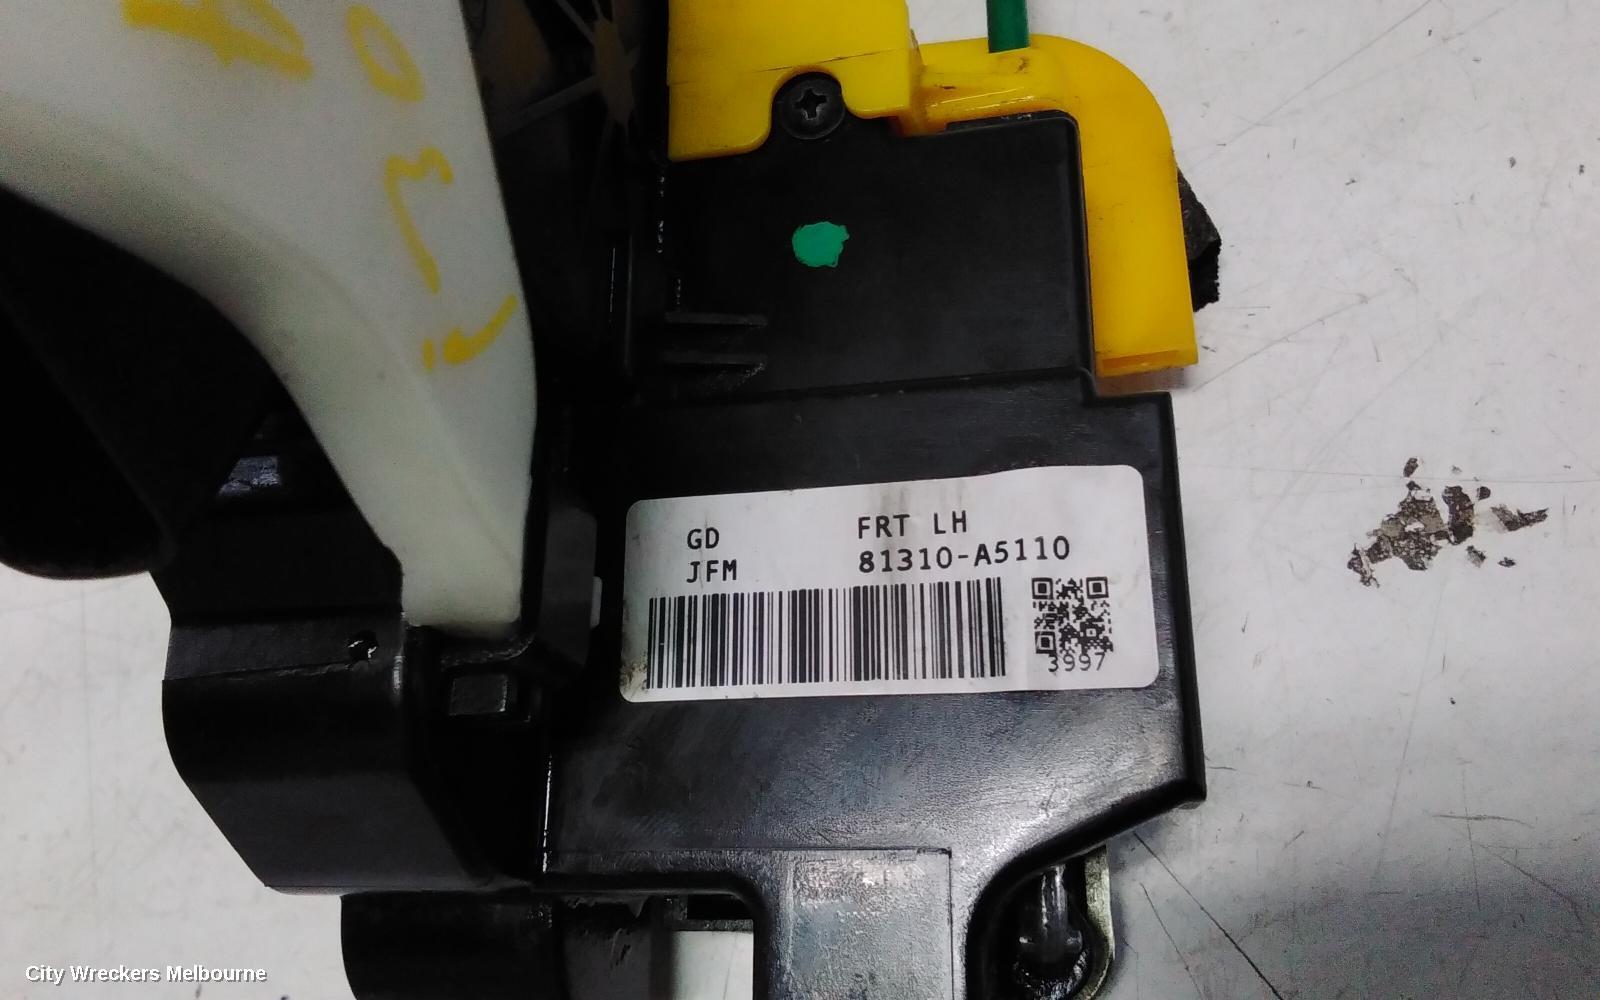 GD FRT LH
JFM 81310-A5110
3997
City Wreckers Melbourne